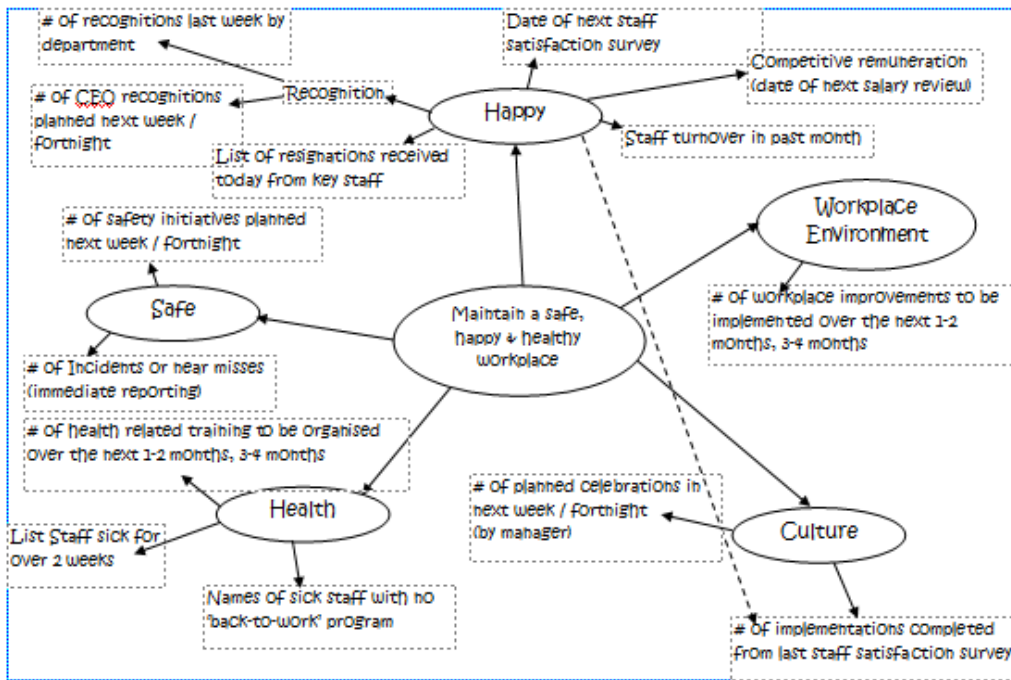 # of recognitions last week by
department
Date of next staff
satisfaction survey
Competitive remuneration
(date of next salary review)
Recognition
# of CEO recognitions
planned next week /
forthight
Happy
Staff turnover in past month
List of resignations received
today from key staff
# of safety initiatives planned
next week / forthight
Workplace
Environment
Safe
Maintain a safe,
happy & healthy
workplace
# of workplace improvements to be
implemented over the next 1-2
months, 3-4 months
# of Incidents or near misses
(immediate reporting)
# of health related training to be organised
over the next 1-2 months, 3-4 months
# of planned celebrations in
next week / forthight
(by manager)
Health
Culture
List Staff sick for
over 2 weeks
Names of sick staff with no
'back-to-work' program
# of implementations completed
from last staff satisfaction survey